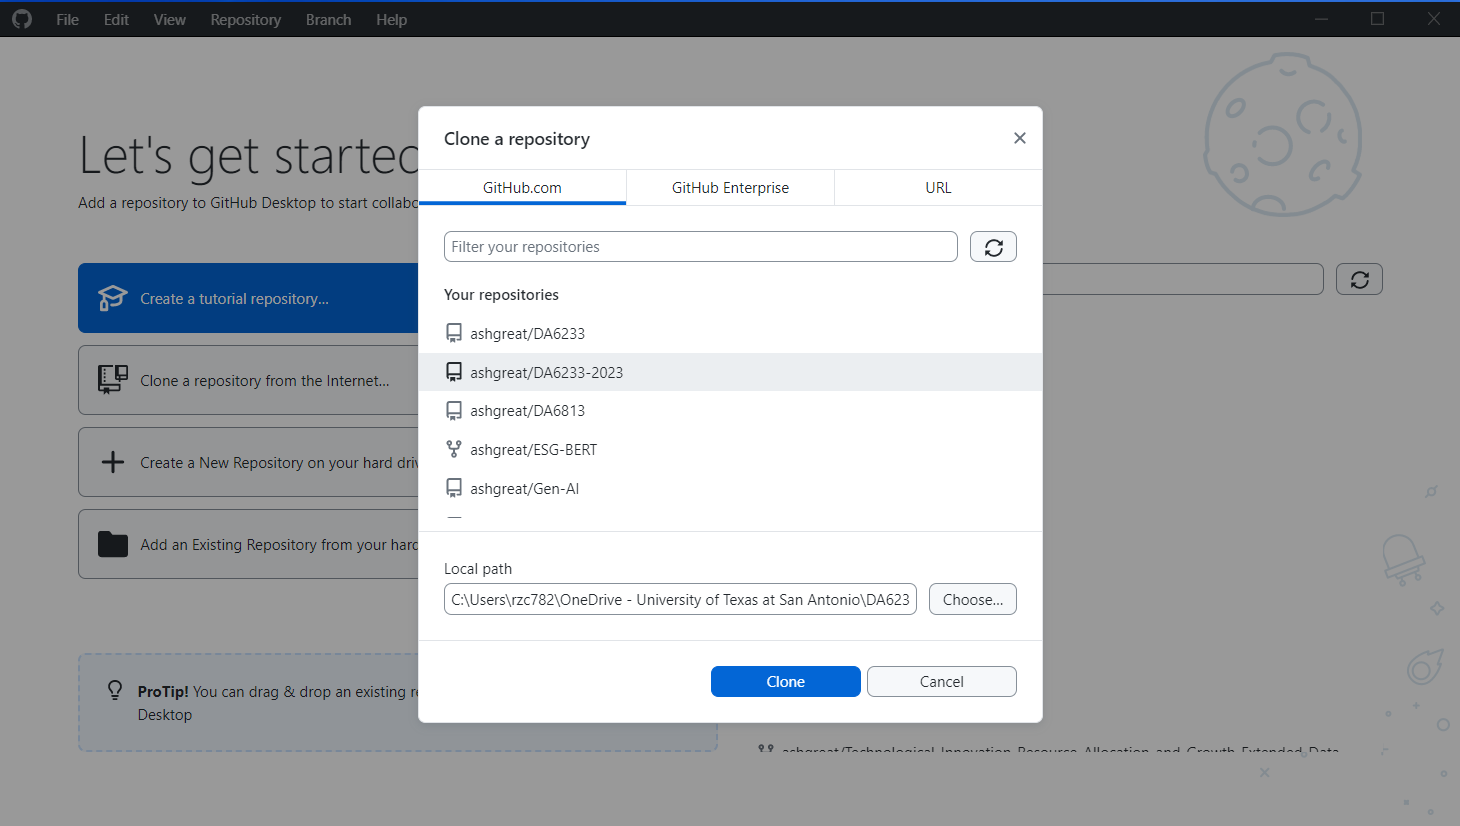 File Edit View Repository Branch Help
Let's get started
Add a repository to GitHub Desktop to start collabo
Create a tutorial repository...
Clone a repository from the Internet...
Create a New Repository on your hard driv
Add an Existing Repository from your hard
ProTip! You can drag & drop an existing re
Desktop
Clone a repository
GitHub.com
GitHub Enterprise
URL
Filter your repositories
Your repositories
ashgreat/DA6233
ashgreat/DA6233-2023
ashgreat/DA6813
ashgreat/ESG-BERT
ashgreat/Gen-AI
Local path
C:\Users\rzc782\OneDrive - University of Texas at San Antonio\DA623
Choose...
Clone
Cancel
ashgreat/Technological-Innovation-Resource-Allocation-and-Growth-Extended-Data